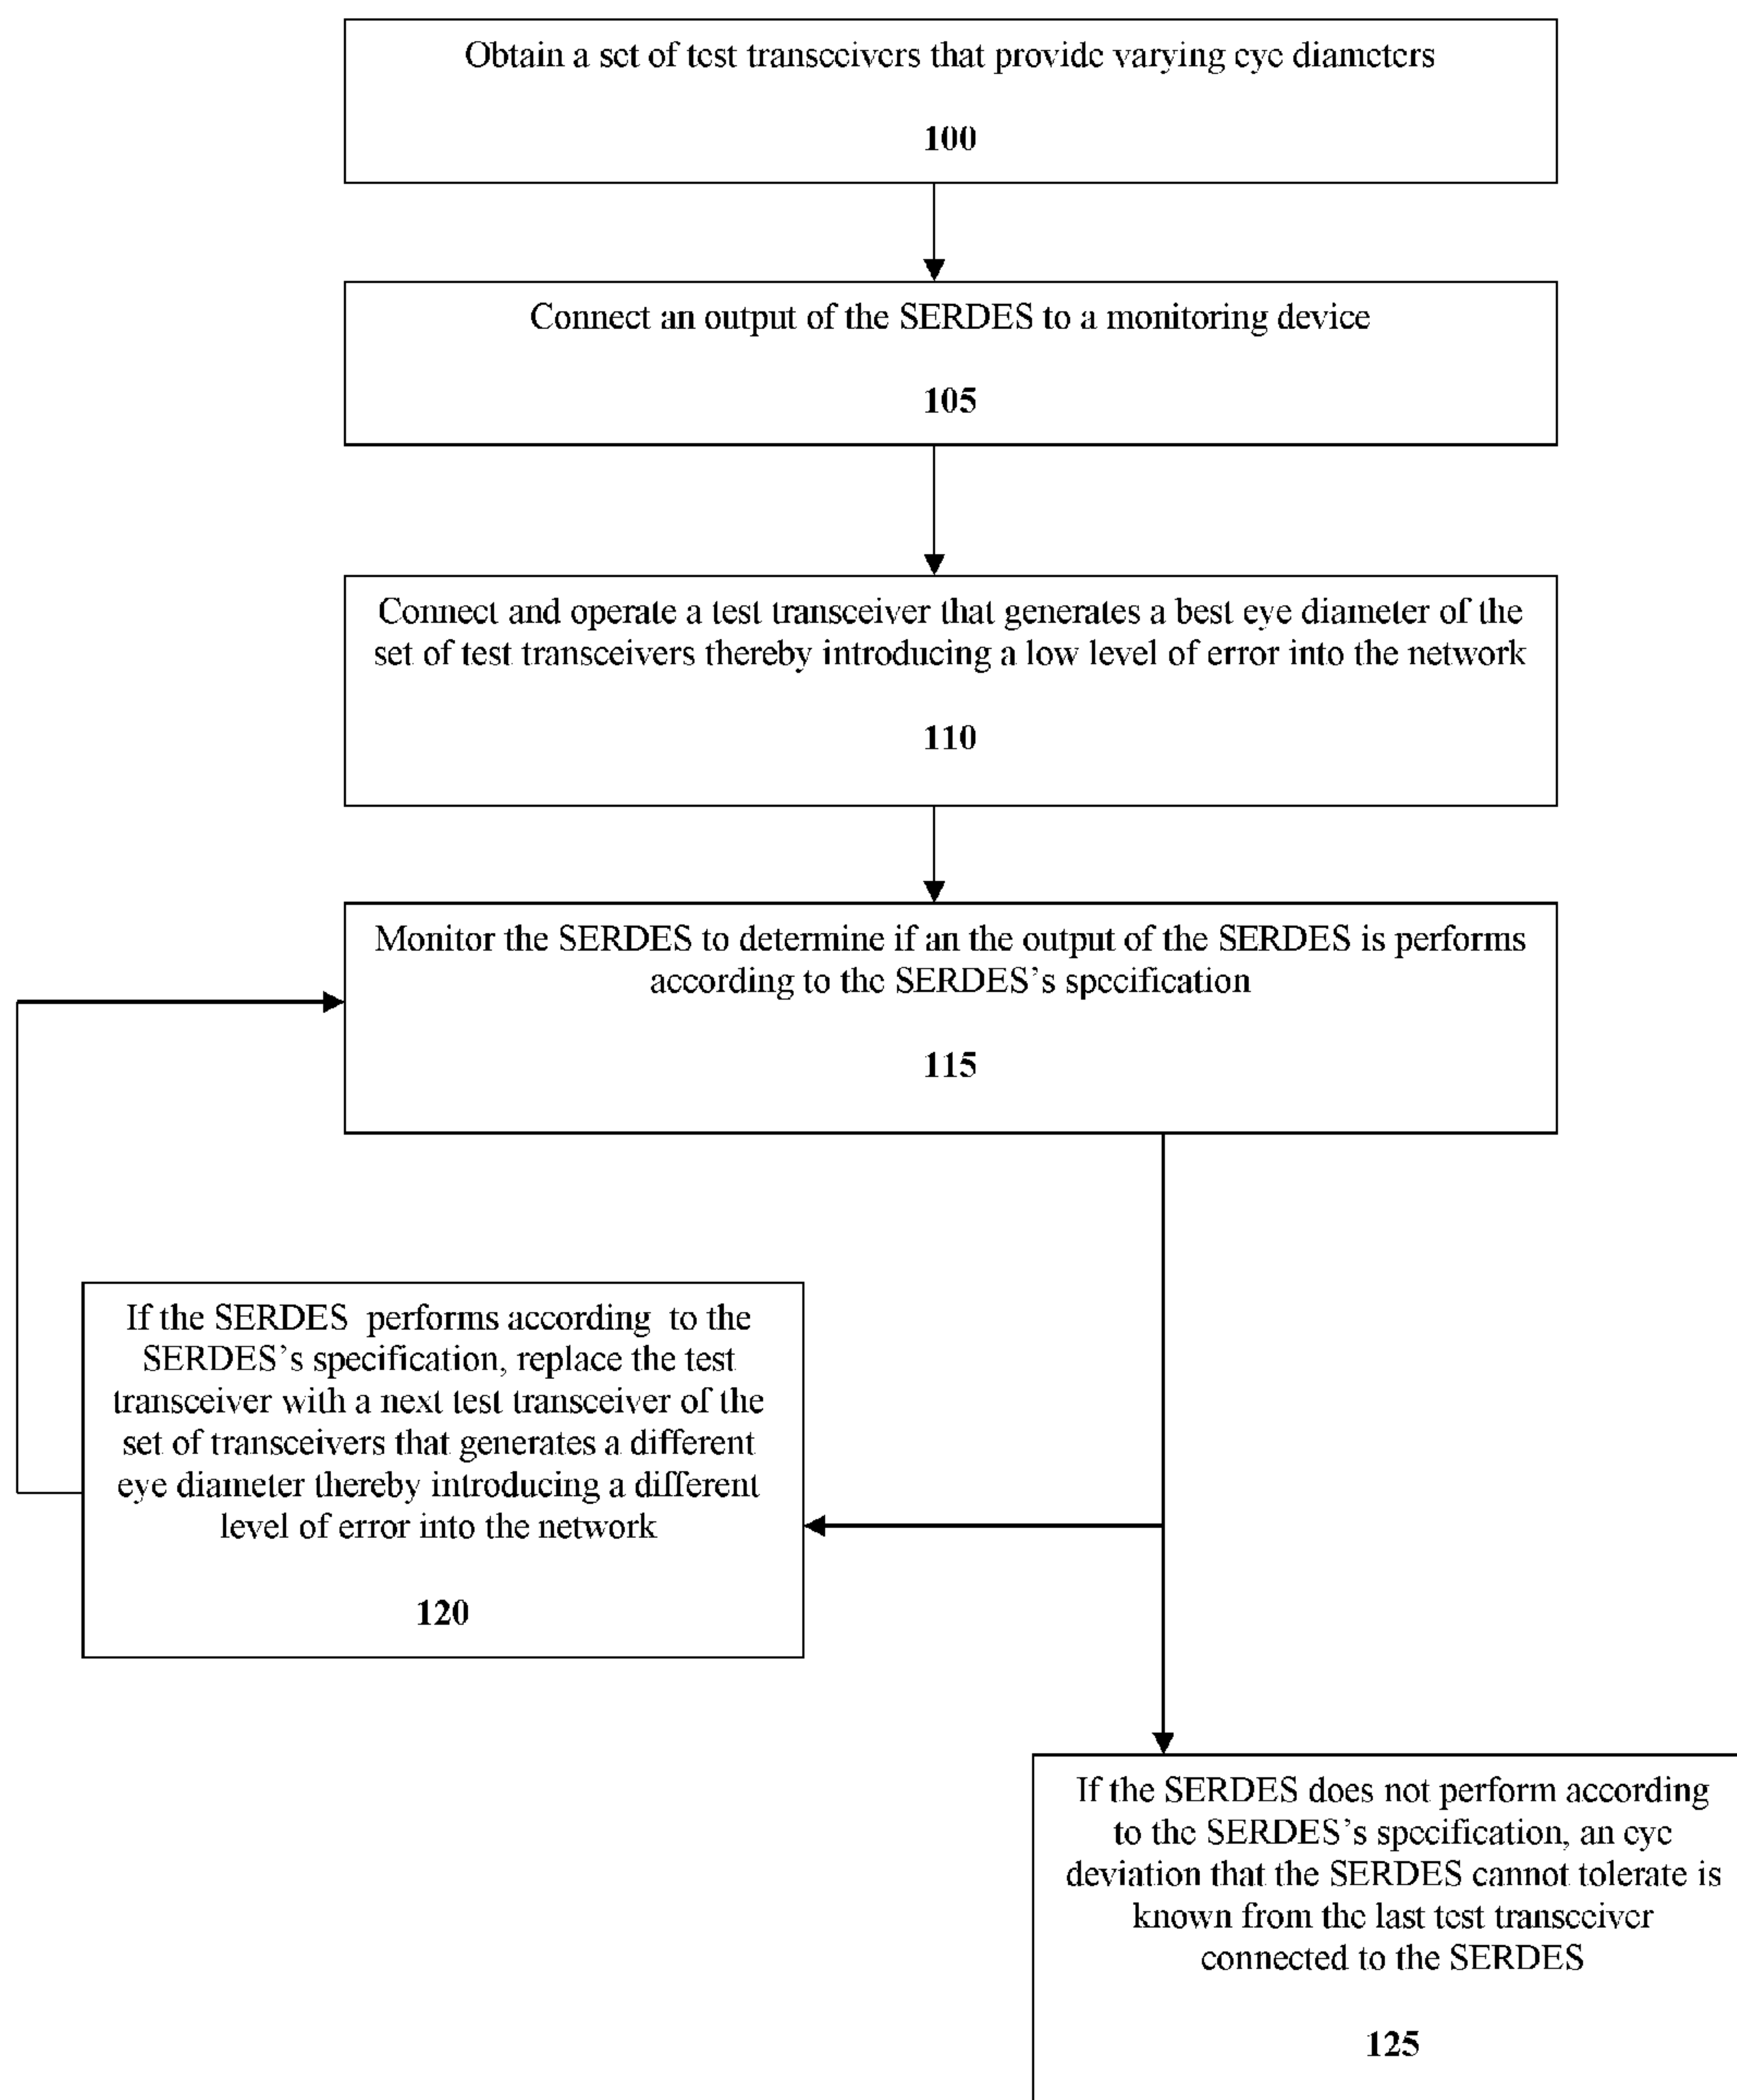 Obtain a set of test transceivers that provide varying eye diameters
100
Connect an output of the SERDES to a monitoring device
105
Connect and operate a test transceiver that generates a best eye diameter of the
set of test transceivers thereby introducing a low level of error into the network
110
Monitor the SERDES to determine if an the output of the SERDES is performs
according to the SERDES's specification
115
If the SERDES performs according to the
SERDES's specification, replace the test
transceiver with a next test transceiver of the
set of transceivers that generates a different
eye diameter thereby introducing a different
level of error into the network
120
If the SERDES does not perform according
to the SERDES's specification, an eye
deviation that the SERDES cannot tolerate is
known from the last test transceiver
connected to the SERDES
125